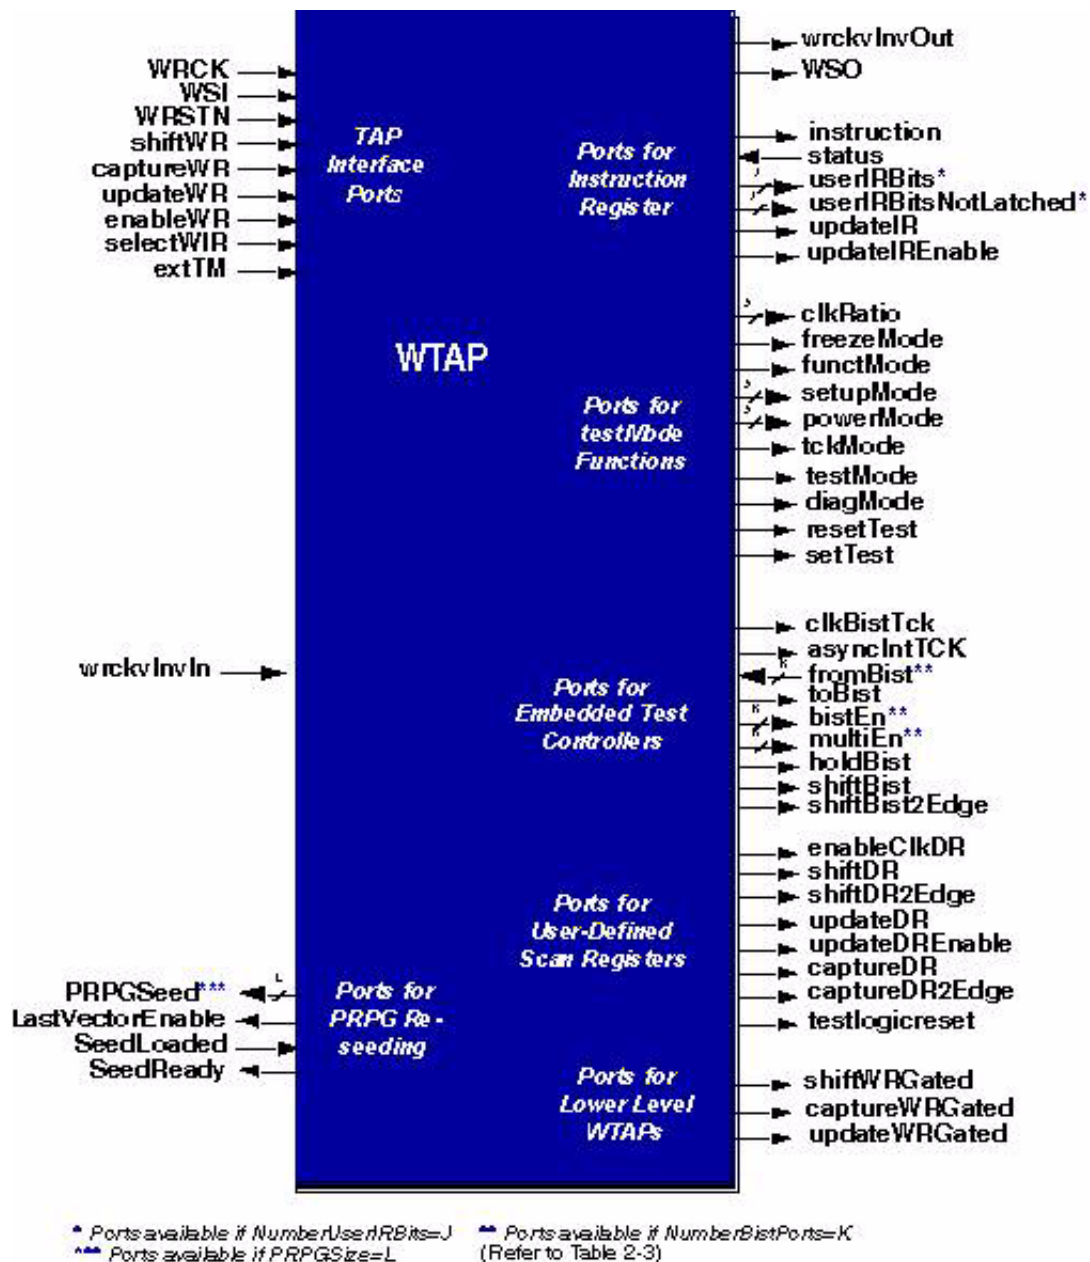 wrckvInvOut
WRCK
WSO
WSI
WRSTN
shiftWR
captureWR
updateWR
enableWR
selectWIR
extTM
TAP
Interface
Ports
Ports for
Instruction
Register
instruction
status
userIRBits*
userIRBitsNotLatched*
updateIR
updateIREnable
WTAP
Ports for
testMode
Functions
clkRatio
freezeMode
functMode
setupMode
powerMode
tckMode
testMode
diagMode
resetTest
setTest
wrckvInvIn
Ports for
Embedded Test
Controllers
clkBistTck
asyncIntTCK
K
fromBist**
toBist
K
bistEn**
K
multiEn**
holdBist
shiftBist
shiftBist2Edge
Ports for
User-Defined
Scan Registers
enableClkDR
shiftDR
shiftDR2Edge
updateDR
updateDREnable
captureDR
captureDR2Edge
testlogicreset
PRPGSeed***
L
LastVectorEnable
SeedLoaded
SeedReady
Ports for
PRPG Re-
seeding
Ports for
Lower Level
WTAPs
shiftWRGated
captureWRGated
updateWRGated
* Ports available if NumberUserIRBits=J
** Ports available if NumberBistPorts=K
*** Ports available if PRPGSize=L
(Refer to Table 2-3)